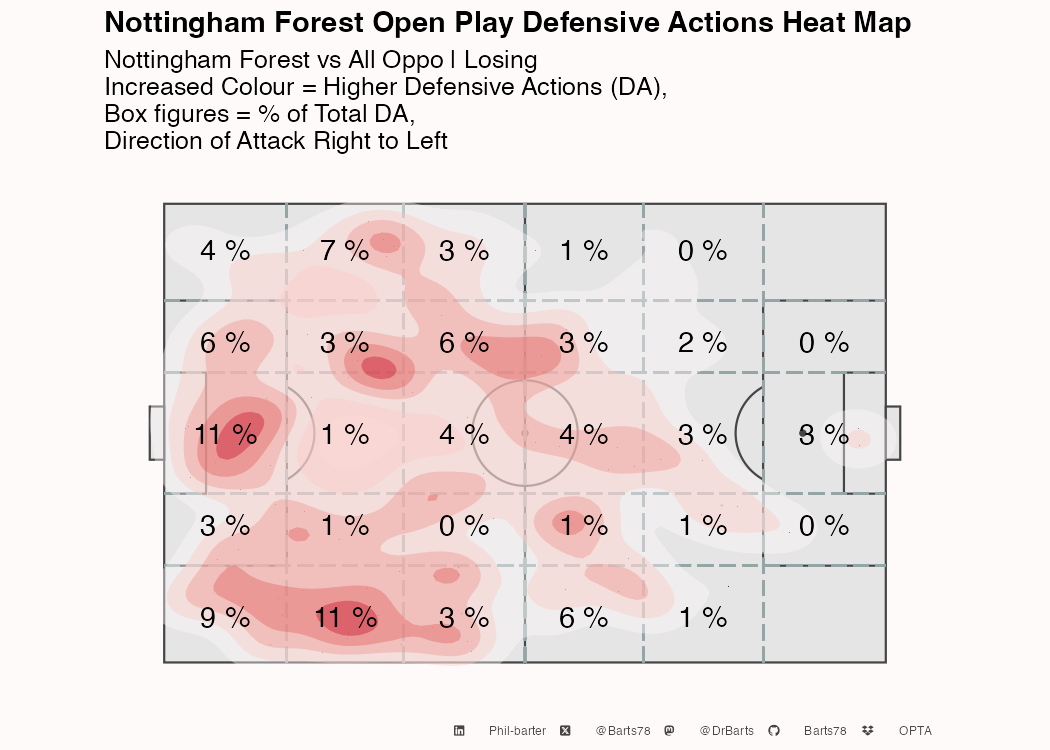 Nottingham Forest Open Play Defensive Actions Heat Map
Nottingham Forest vs All Oppo | Losing
Increased Colour = Higher Defensive Actions (DA),
Box figures = % of Total DA,
Direction of Attack Right to Left
4 % 7 % 3 % 1 % 0 %
6 % 3 % 6 % 3 % 2 % 0 %
11 % 1 % 4 % 4 % 3 % 3 %
3 % 1 % 0 % 1 % 1 % 0 %
9 % 11 % 3 % 6 % 1 %
Phil-barter @Barts78 @DrBarts Barts78 OPTA